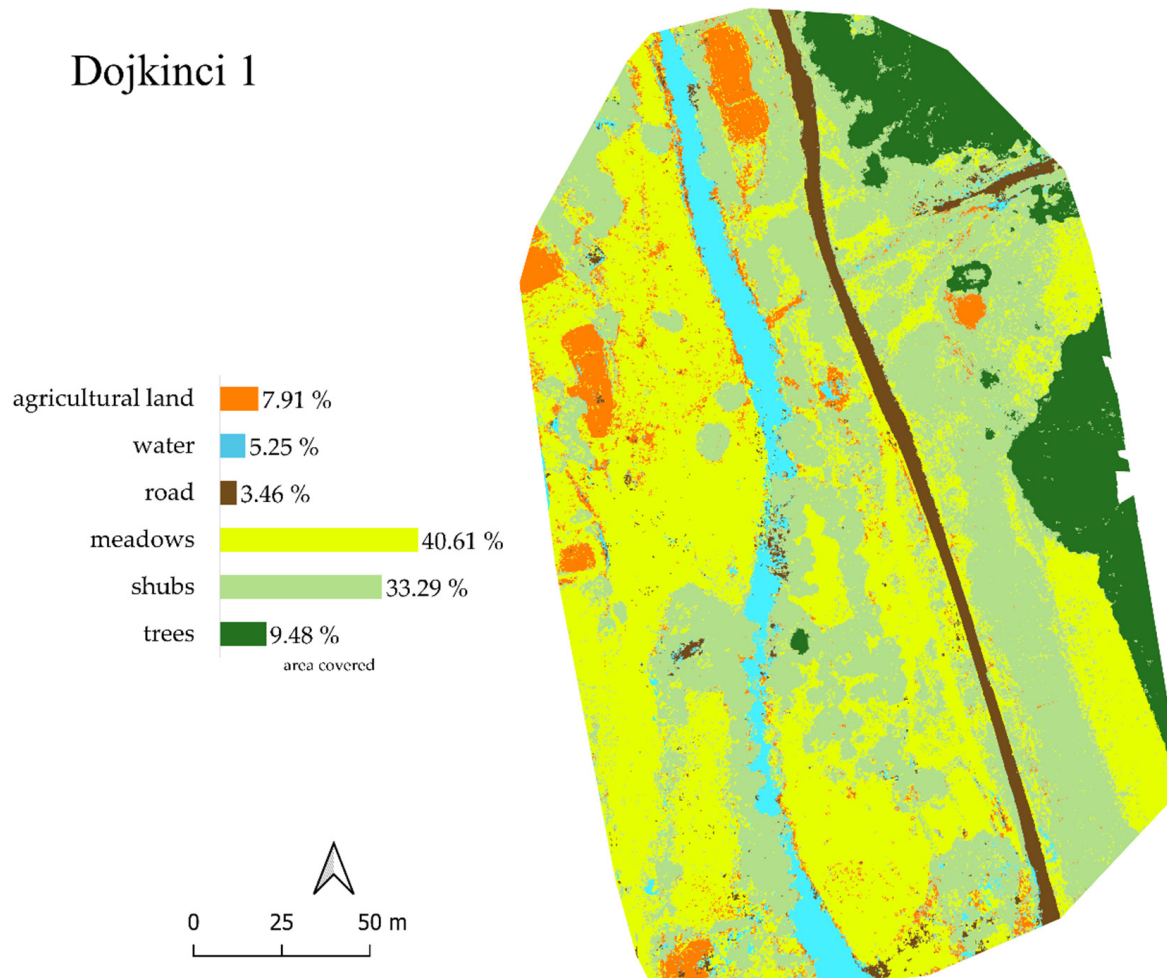 Dojkinci 1
agricultural land 7.91 %
water 5.25 %
road 3.46 %
meadows 40.61 %
shubs 33.29 %
trees 9.48 %
area covered
0 25 50 m